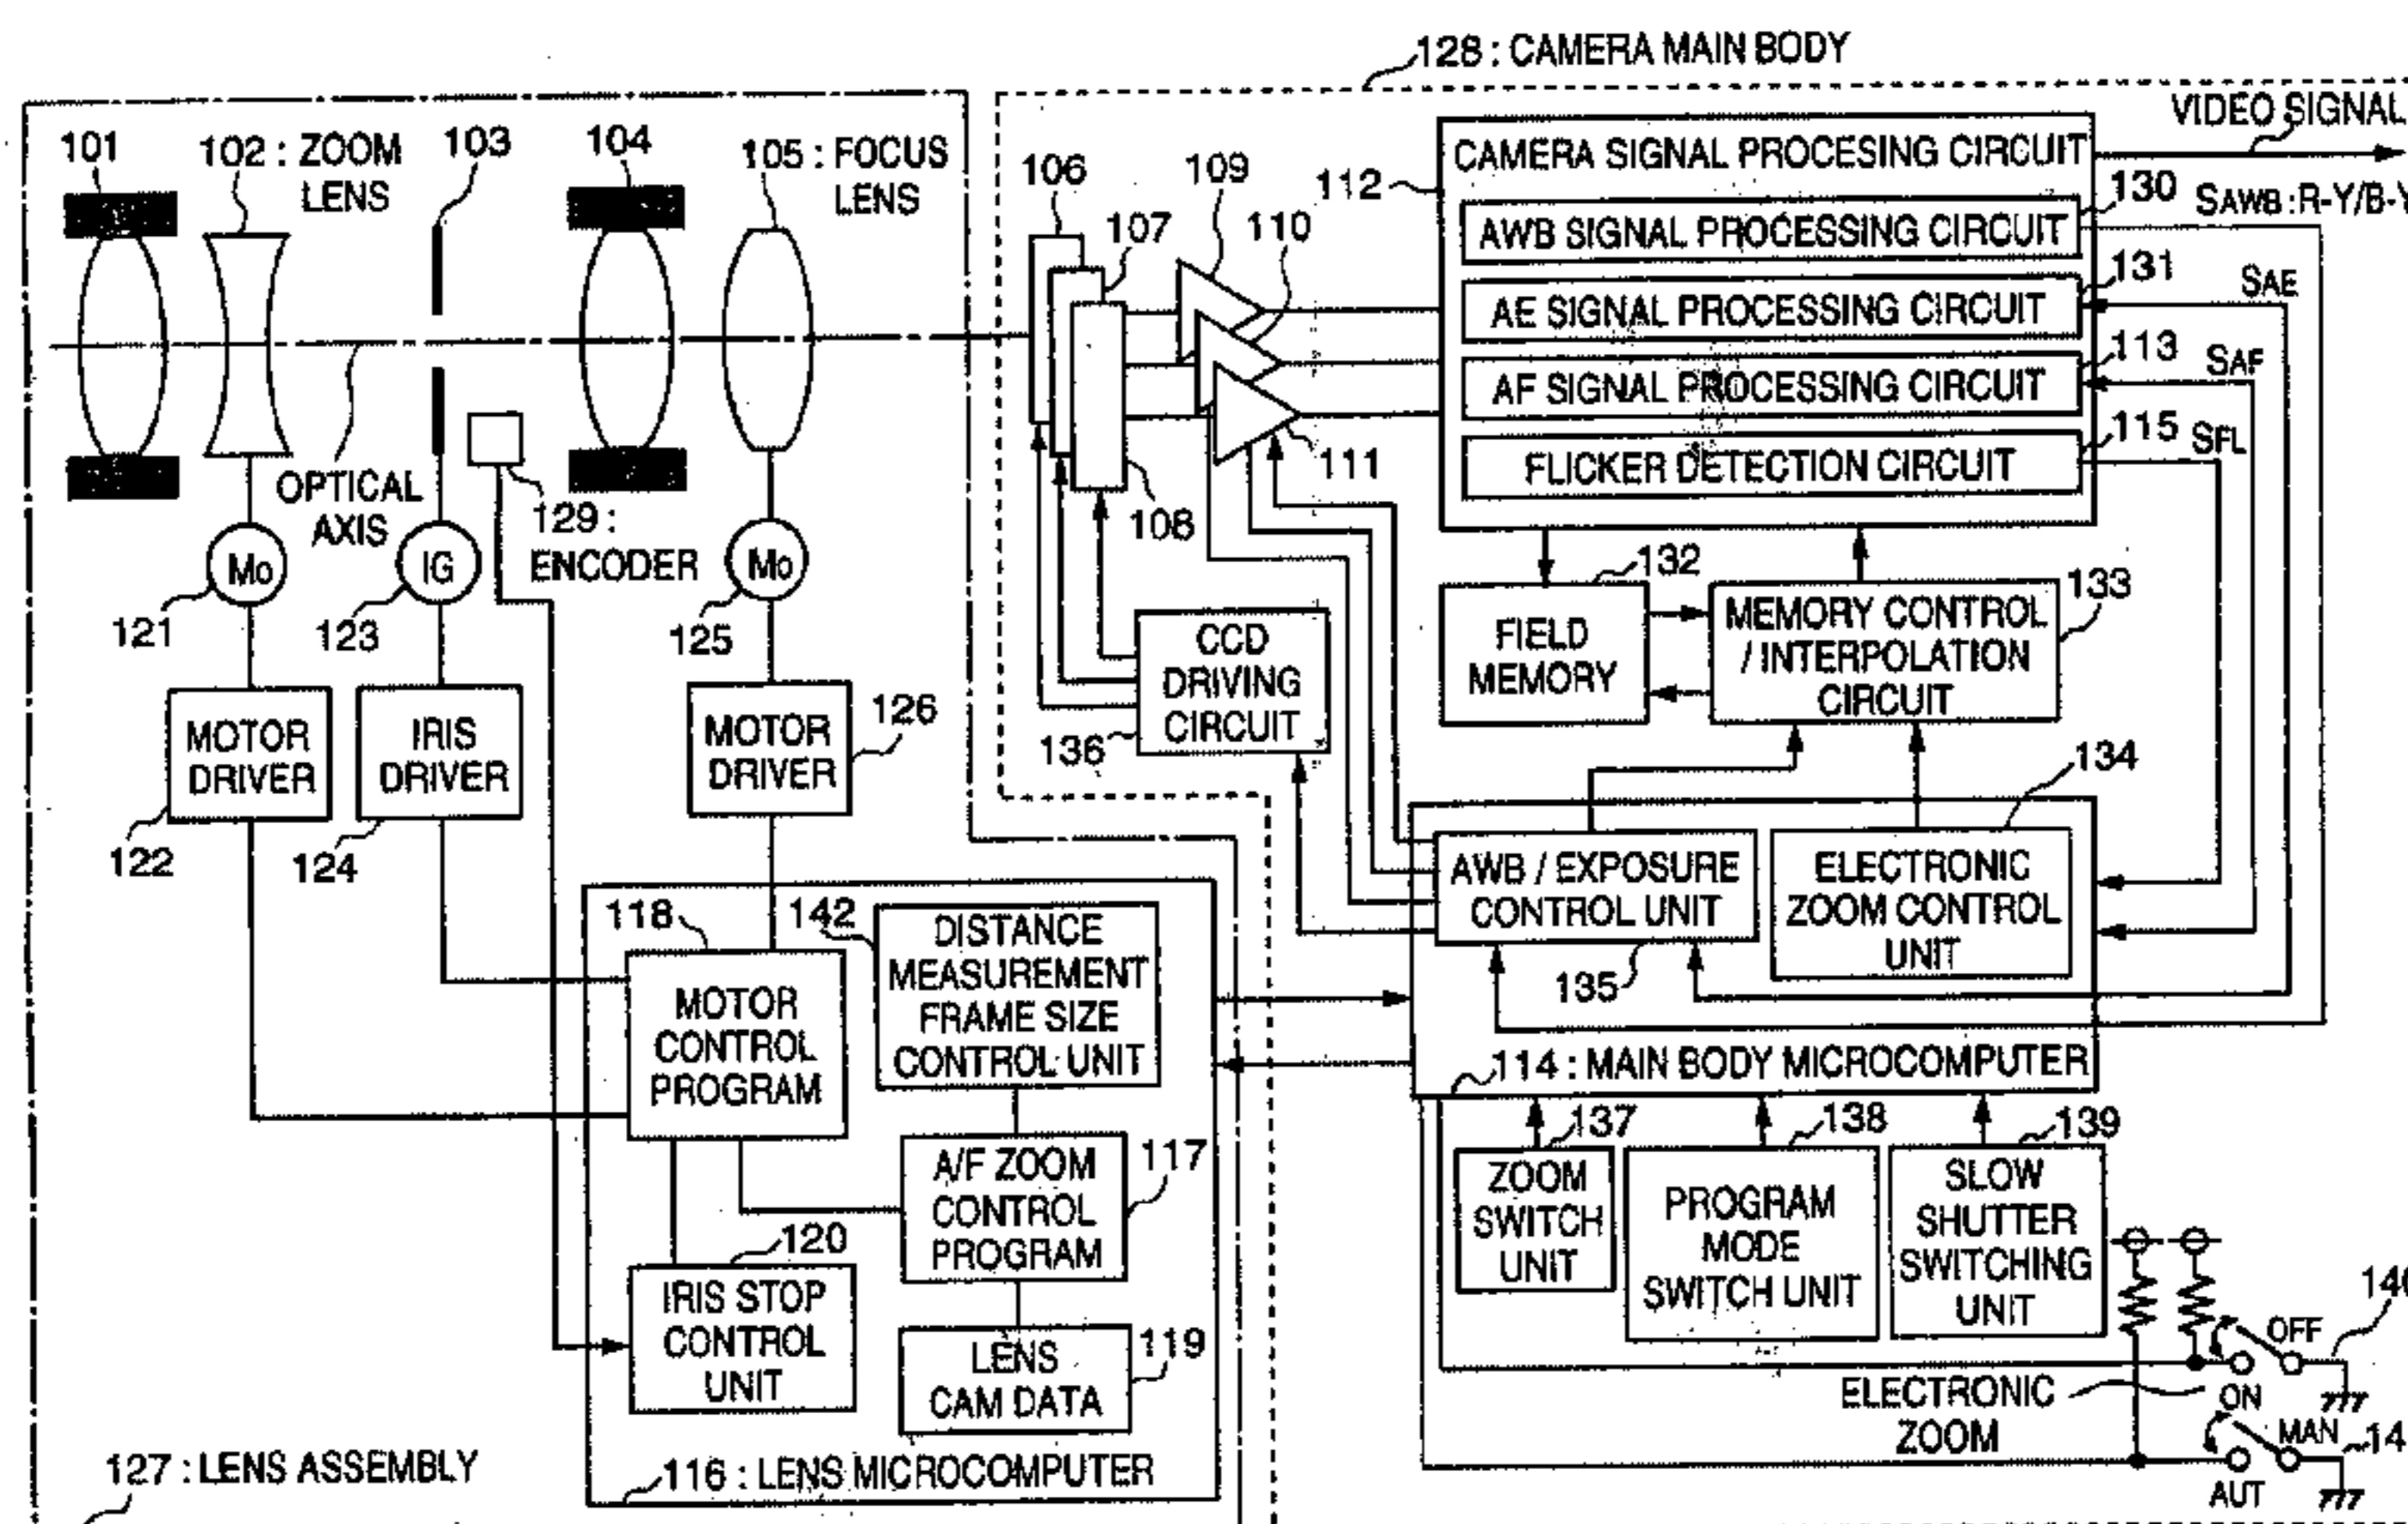 128 : CAMERA MAIN BODY
VIDEO SIGNAL
101
102 : ZOOM
LENS
103
104
105 : FOCUS
LENS
106
107
109
110
112
CAMERA SIGNAL PROCESING CIRCUIT
130
SAWB : R-Y/B-Y
AWB SIGNAL PROCESSING CIRCUIT
131
SAE
AE SIGNAL PROCESSING CIRCUIT
113
SAF
AF SIGNAL PROCESSING CIRCUIT
115
SFL
FLICKER DETECTION CIRCUIT
111
108
OPTICAL
AXIS
129 :
ENCODER
Mo
IG
Mo
121
123
125
132
133
FIELD
MEMORY
MEMORY CONTROL
/ INTERPOLATION
CIRCUIT
CCD
DRIVING
CIRCUIT
136
MOTOR
DRIVER
IRIS
DRIVER
MOTOR
DRIVER
126
122
124
134
AWB / EXPOSURE
CONTROL UNIT
ELECTRONIC
ZOOM CONTROL
UNIT
135
118
142
DISTANCE
MEASUREMENT
FRAME SIZE
CONTROL UNIT
MOTOR
CONTROL
PROGRAM
114 : MAIN BODY MICROCOMPUTER
137
138
139
A/F ZOOM
CONTROL
PROGRAM
117
ZOOM
SWITCH
UNIT
PROGRAM
MODE
SWITCH UNIT
SLOW
SHUTTER
SWITCHING
UNIT
120
IRIS STOP
CONTROL
UNIT
LENS
CAM DATA
119
OFF
ELECTRONIC
ZOOM
ON
MAN
AUT
127 : LENS ASSEMBLY
116 : LENS MICROCOMPUTER